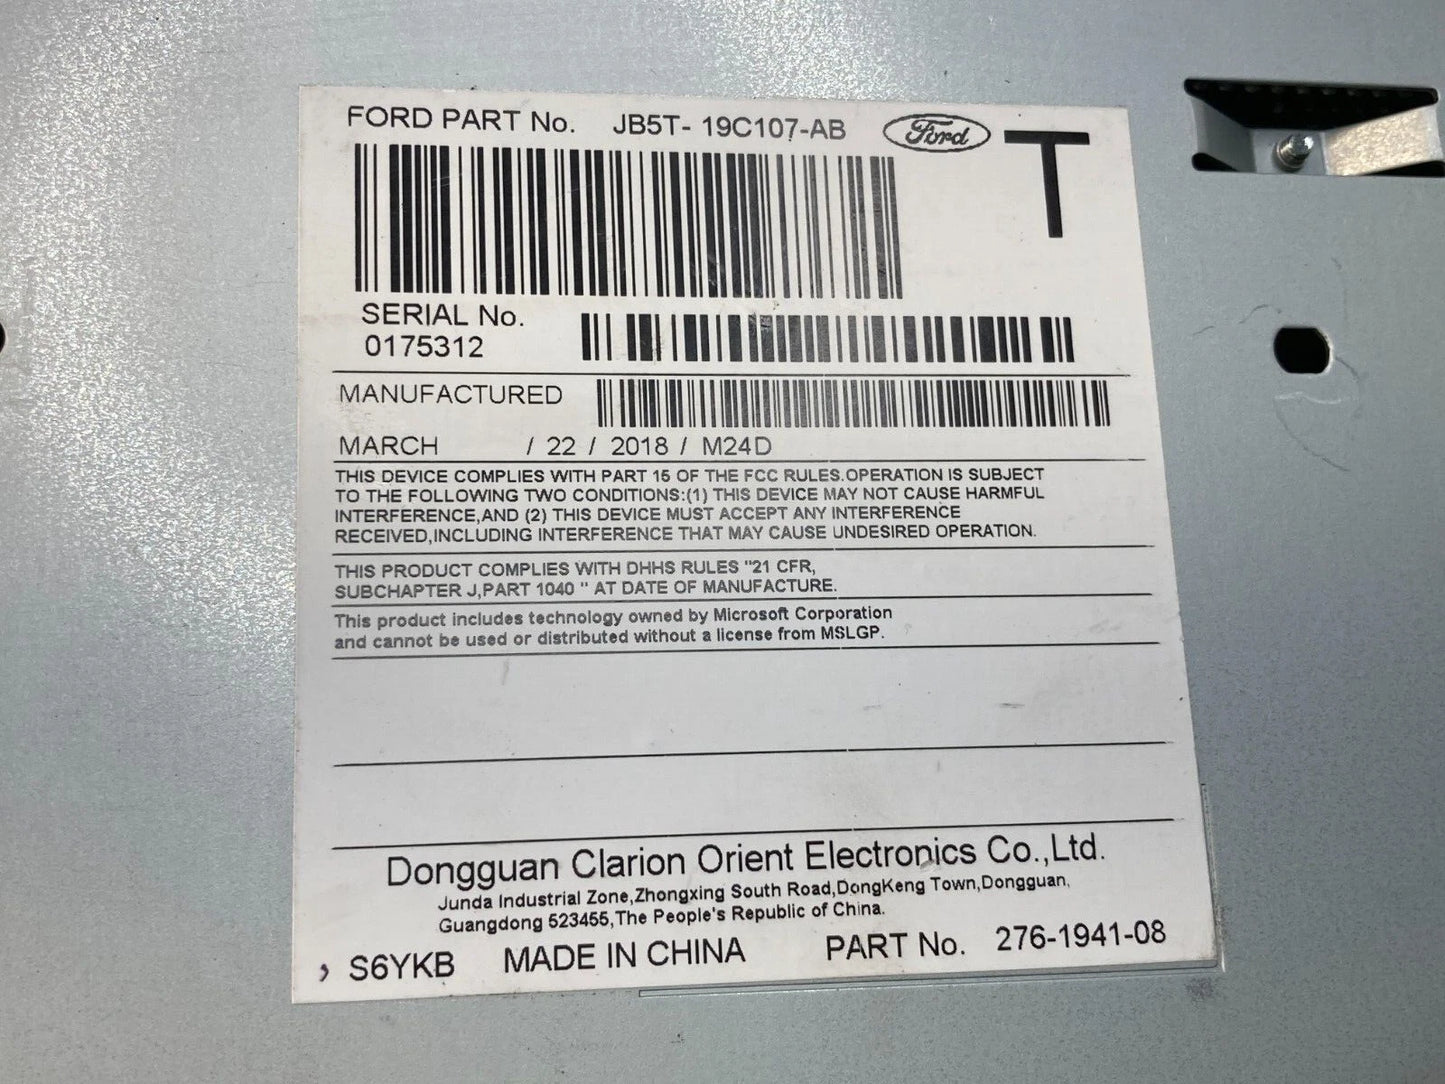 FORD PART No. JB5T- 19C107-AB Ford T
SERIAL No.
0175312
MANUFACTURED
MARCH / 22 / 2018 / M24D
THIS DEVICE COMPLIES WITH PART 15 OF THE FCC RULES.OPERATION IS SUBJECT
TO THE FOLLOWING TWO CONDITIONS:(1) THIS DEVICE MAY NOT CAUSE HARMFUL
INTERFERENCE,AND (2) THIS DEVICE MUST ACCEPT ANY INTERFERENCE
RECEIVED,INCLUDING INTERFERENCE THAT MAY CAUSE UNDESIRED OPERATION.
THIS PRODUCT COMPLIES WITH DHHS RULES "21 CFR,
SUBCHAPTER J,PART 1040 " AT DATE OF MANUFACTURE.
This product includes technology owned by Microsoft Corporation
and cannot be used or distributed without a license from MSLGP.
Dongguan Clarion Orient Electronics Co.,Ltd.
Junda Industrial Zone,Zhongxing South Road,DongKeng Town,Dongguan,
Guangdong 523455,The People's Republic of China.
, S6YKB MADE IN CHINA PART No. 276-1941-08